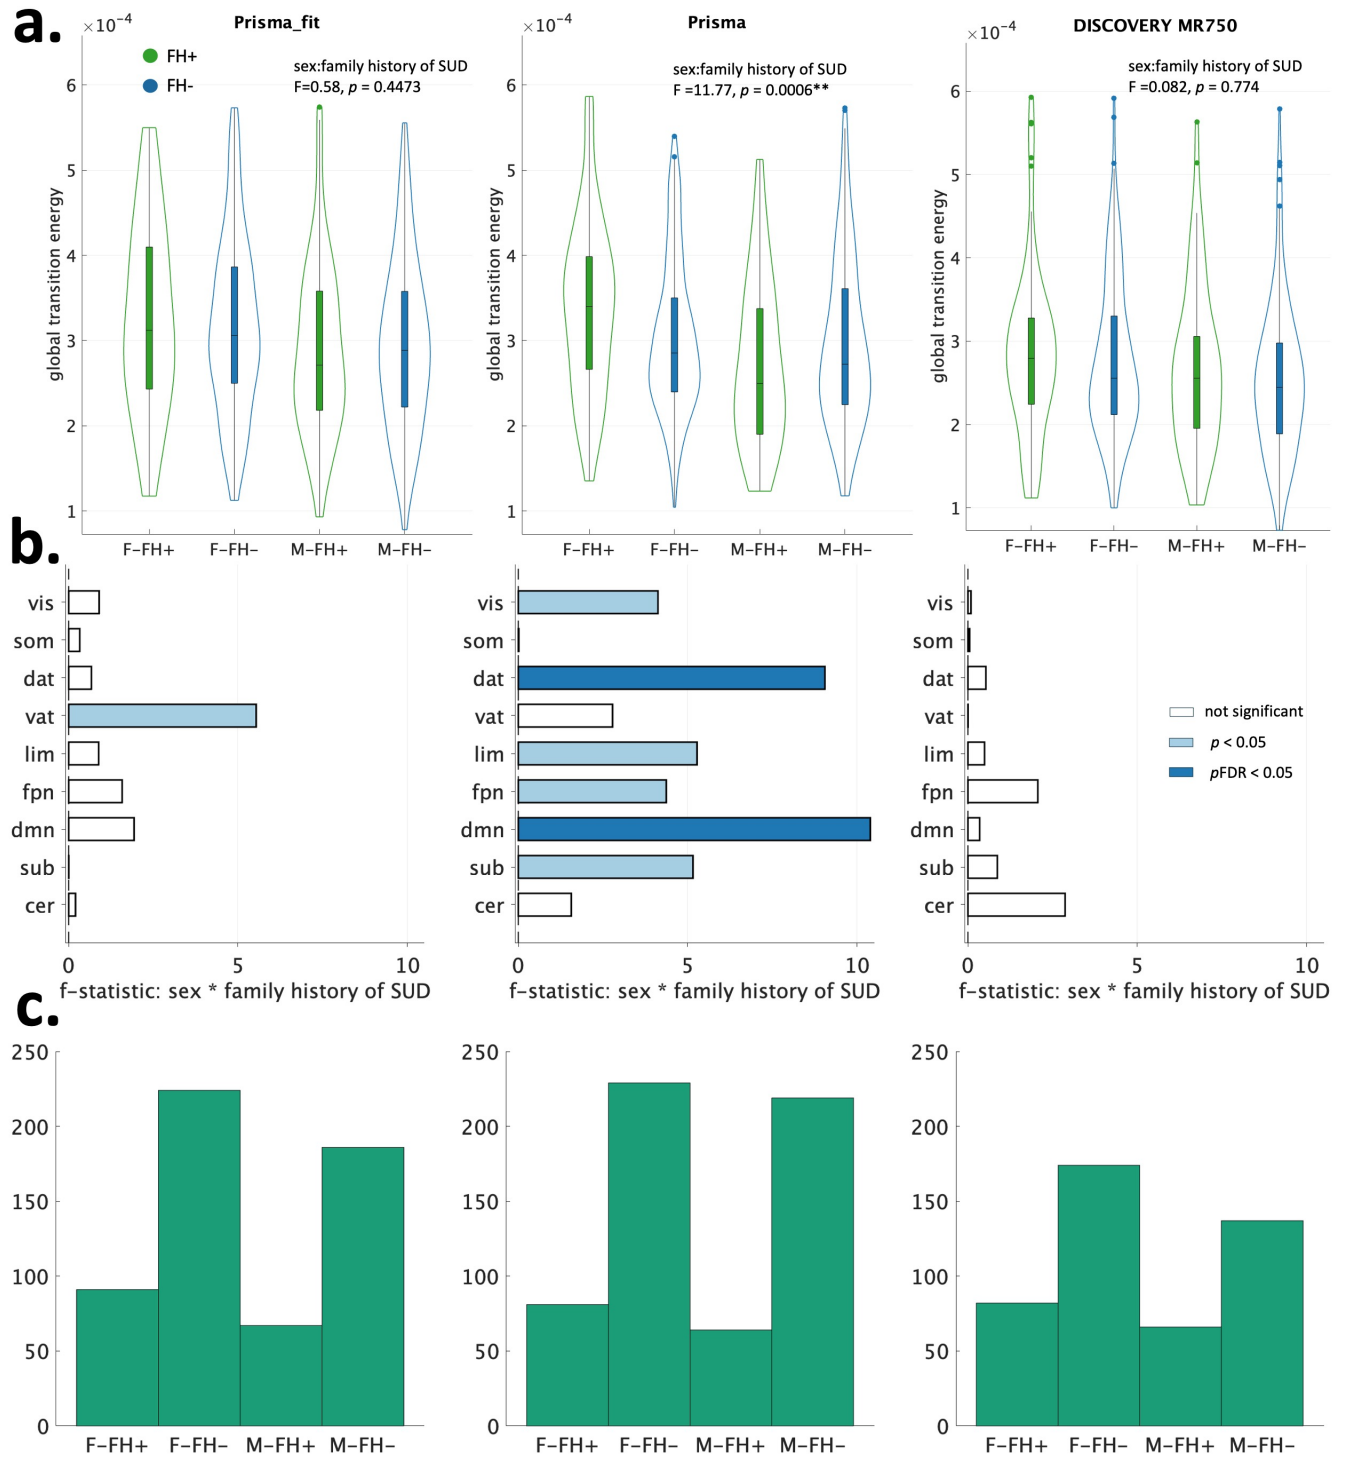 a.
×10⁻⁴
Prisma_fit
FH+
FH-
sex:family history of SUD
F=0.58, p = 0.4473
6
5
4
3
2
1
global transition energy
F-FH+ F-FH- M-FH+ M-FH-
×10⁻⁴
Prisma
sex:family history of SUD
F =11.77, p = 0.0006**
6
5
4
3
2
1
global transition energy
F-FH+ F-FH- M-FH+ M-FH-
×10⁻⁴
DISCOVERY MR750
sex:family history of SUD
F =0.082, p = 0.774
6
5
4
3
2
1
global transition energy
F-FH+ F-FH- M-FH+ M-FH-
b.
vis
som
dat
vat
lim
fpn
dmn
sub
cer
0 5 10
f-statistic: sex * family history of SUD
vis
som
dat
vat
lim
fpn
dmn
sub
cer
0 5 10
f-statistic: sex * family history of SUD
vis
som
dat
vat
lim
fpn
dmn
sub
cer
not significant
p < 0.05
pFDR < 0.05
0 5 10
f-statistic: sex * family history of SUD
c.
250
200
150
100
50
0
F-FH+ F-FH- M-FH+ M-FH-
250
200
150
100
50
0
F-FH+ F-FH- M-FH+ M-FH-
250
200
150
100
50
0
F-FH+ F-FH- M-FH+ M-FH-